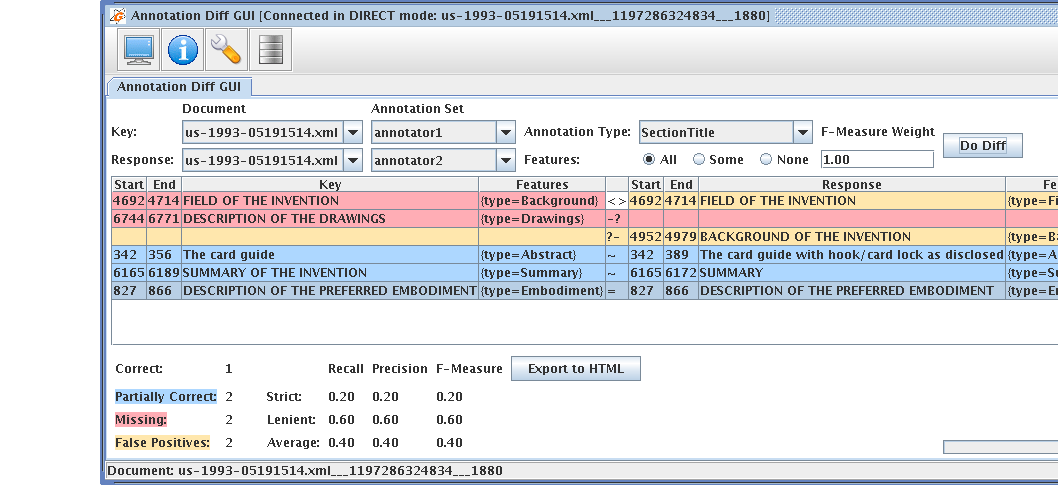 Annotation Diff GUI [Connected in DIRECT mode: us-1993-05191514.xml___1197286324834___1880]
Annotation Diff GUI
Document Annotation Set
Key: us-1993-05191514.xml annotator1 Annotation Type: SectionTitle F-Measure Weight
Do Diff
Response: us-1993-05191514.xml annotator2 Features: All Some None 1.00
Start End Key Features Start End Response Fe
4692 4714 FIELD OF THE INVENTION {type=Background} <> 4692 4714 FIELD OF THE INVENTION {type=Fi
6744 6771 DESCRIPTION OF THE DRAWINGS {type=Drawings} -?
?- 4952 4979 BACKGROUND OF THE INVENTION {type=Ba
342 356 The card guide {type=Abstract} ~ 342 389 The card guide with hook/card lock as disclosed {type=A
6165 6189 SUMMARY OF THE INVENTION {type=Summary} ~ 6165 6172 SUMMARY {type=Su
827 866 DESCRIPTION OF THE PREFERRED EMBODIMENT {type=Embodiment} = 827 866 DESCRIPTION OF THE PREFERRED EMBODIMENT {type=Er
Correct: 1 Recall Precision F-Measure Export to HTML
Partially Correct: 2 Strict: 0.20 0.20 0.20
Missing: 2 Lenient: 0.60 0.60 0.60
False Positives: 2 Average: 0.40 0.40 0.40
Document: us-1993-05191514.xml___1197286324834___1880